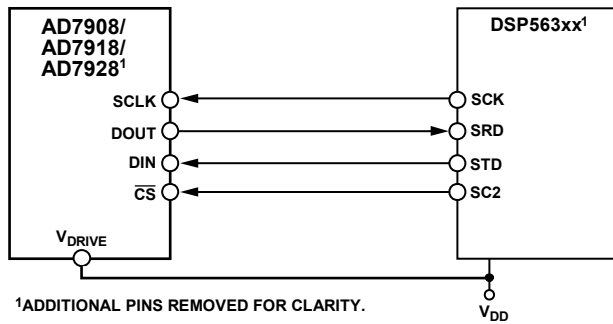 AD7908/
AD7918/
AD7928¹
DSP563xx¹
SCLK
SCK
DOUT
SRD
DIN
STD
CS
SC2
VDRIVE
¹ADDITIONAL PINS REMOVED FOR CLARITY.
VDD